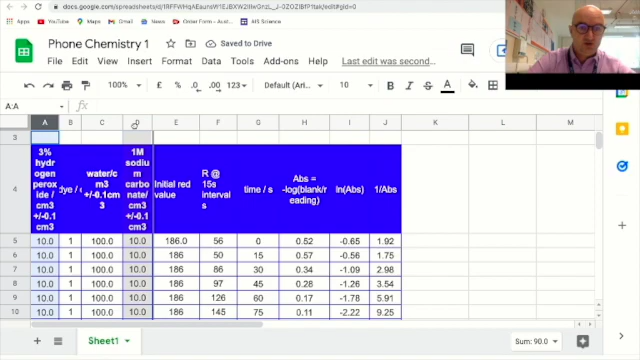 docs.google.com/spreadsheets/d/1RFFWHqAEaunsW1EJBXW2IIIwGnzL_J-0ZOZIBf1P1tak/edit#gid=0
Apps
YouTube
Maps
News
Gmail
Order Form - Austr...
AIS Science
Phone Chemistry 1
Saved to Drive
File Edit View Insert Format Data Tools Add-ons Help Last edit was second...
100% £ % .0 .00 123 Default (Ari... 10 B I S A
A:A fx
A B C D E F G H I J K L M
3
4 3% hydrogen peroxide / cm3 +/-0.1 cm3 dye / c water/cm3 +/-0.1cm3 1M sodium carbonate/cm3 +/-0.1 cm3 Initial red value R @ 15s intervals time / s Abs = -log(blank/reading) ln(Abs) 1/Abs
5 10.0 1 100.0 10.0 186.0 56 0 0.52 -0.65 1.92
6 10.0 1 100.0 10.0 186 50 15 0.57 -0.56 1.75
7 10.0 1 100.0 10.0 186 86 30 0.34 -1.09 2.98
8 10.0 1 100.0 10.0 186 97 45 0.28 -1.26 3.54
9 10.0 1 100.0 10.0 186 126 60 0.17 -1.78 5.91
10 10.0 1 100.0 10.0 186 145 75 0.11 -2.22 9.25
Sheet1
Sum: 90.0